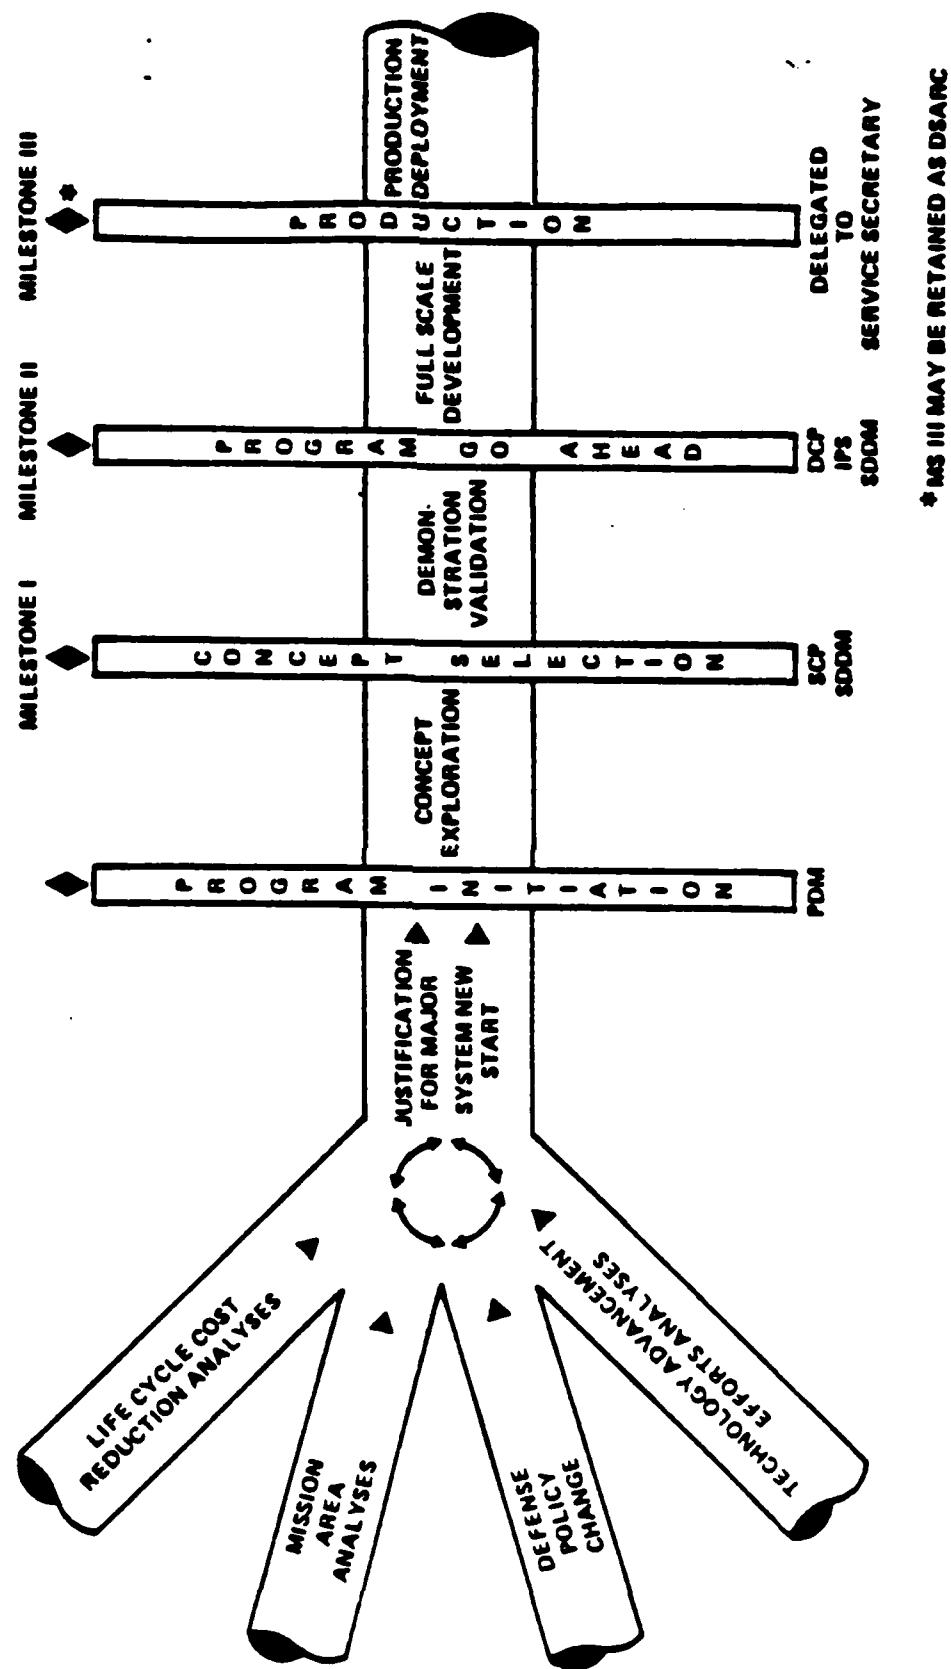 MILESTONE I
MILESTONE II
MILESTONE III
*
LIFE CYCLE COST
REDUCTION ANALYSES
MISSION
AREA
ANALYSES
DEFENSE
POLICY
CHANGE
TECHNOLOGY ADVANCEMENT
EFFORTS ANALYSES
JUSTIFICATION
FOR MAJOR
SYSTEM NEW
START
PROGRAM INITIATION
CONCEPT
EXPLORATION
CONCEPT SELECTION
DEMON-
STRATION
VALIDATION
PROGRAM GO AHEAD
FULL SCALE
DEVELOPMENT
PRODUCTION
PRODUCTION
DEPLOYMENT
PDM
SCP
SDDM
DCP
IPS
SDDM
DELEGATED
TO
SERVICE SECRETARY
* MS III MAY BE RETAINED AS DSARC